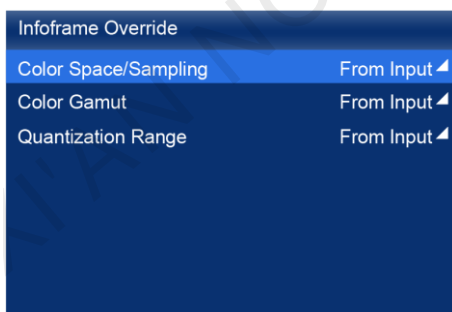 Infoframe Override
Color Space/Sampling From Input
Color Gamut From Input
Quantization Range From Input